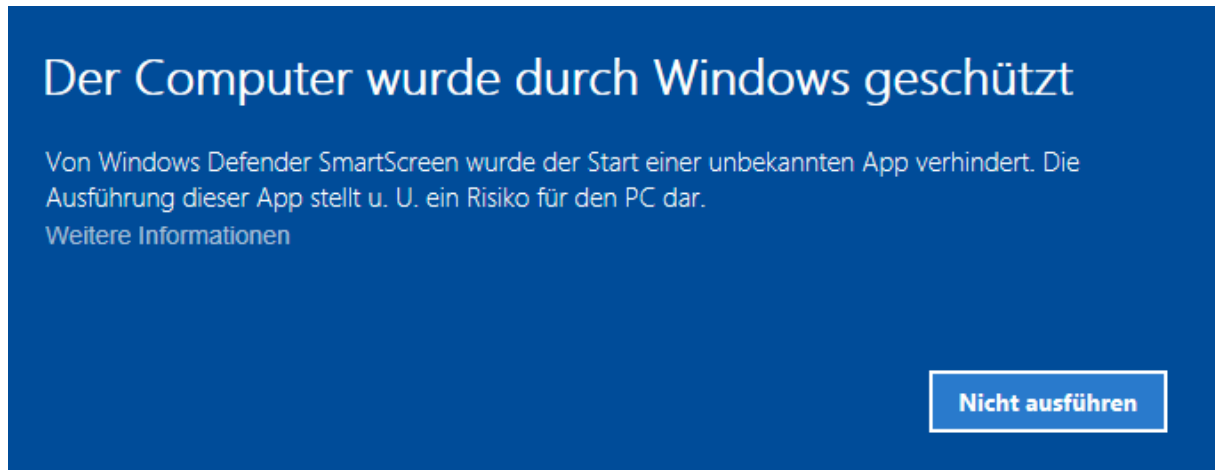 Der Computer wurde durch Windows geschützt
Von Windows Defender SmartScreen wurde der Start einer unbekannten App verhindert. Die
Ausführung dieser App stellt u. U. ein Risiko für den PC dar.
Weitere Informationen
Nicht ausführen